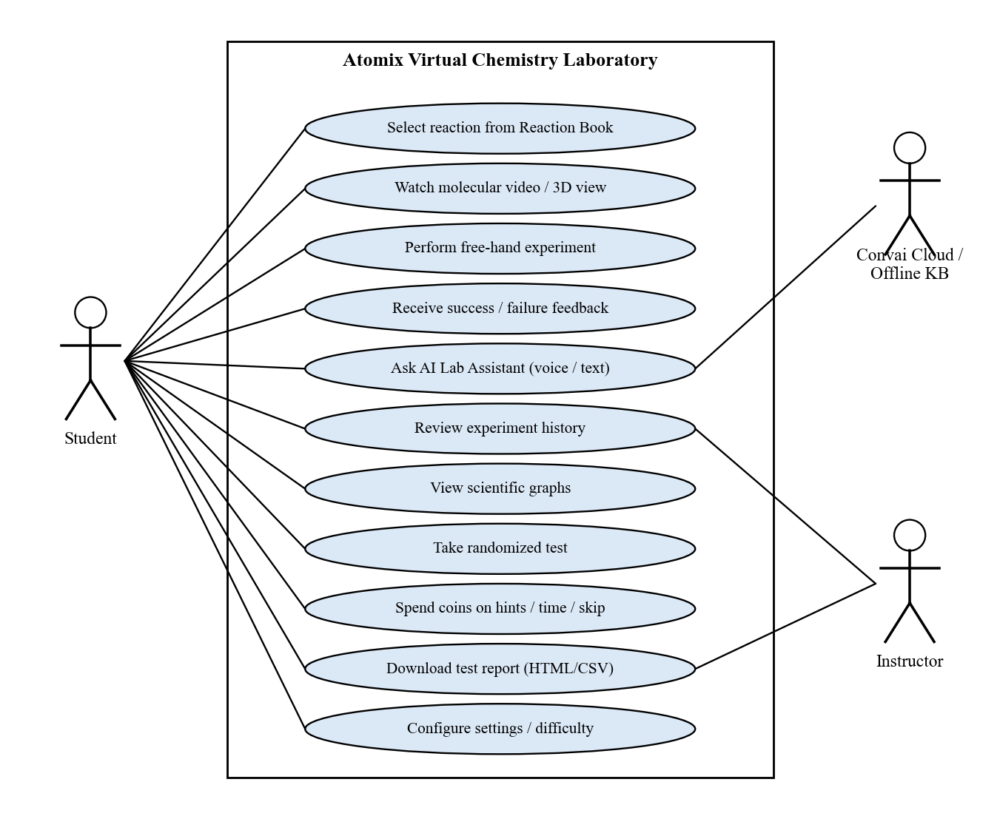 Atomix Virtual Chemistry Laboratory
Select reaction from Reaction Book
Watch molecular video / 3D view
Perform free-hand experiment
Receive success / failure feedback
Ask AI Lab Assistant (voice / text)
Review experiment history
View scientific graphs
Take randomized test
Spend coins on hints / time / skip
Download test report (HTML/CSV)
Configure settings / difficulty
Student
Convai Cloud /
Offline KB
Instructor